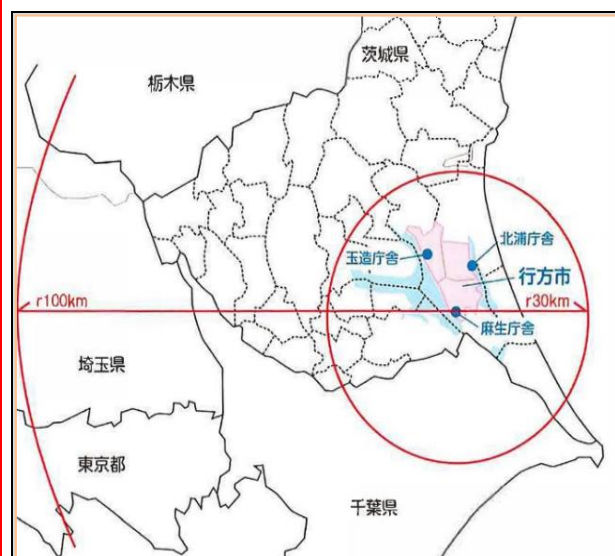 茨城県
栃木県
北浦庁舎
玉造庁舎
行方市
r100km
r30km
麻生庁舎
埼玉県
東京都
千葉県